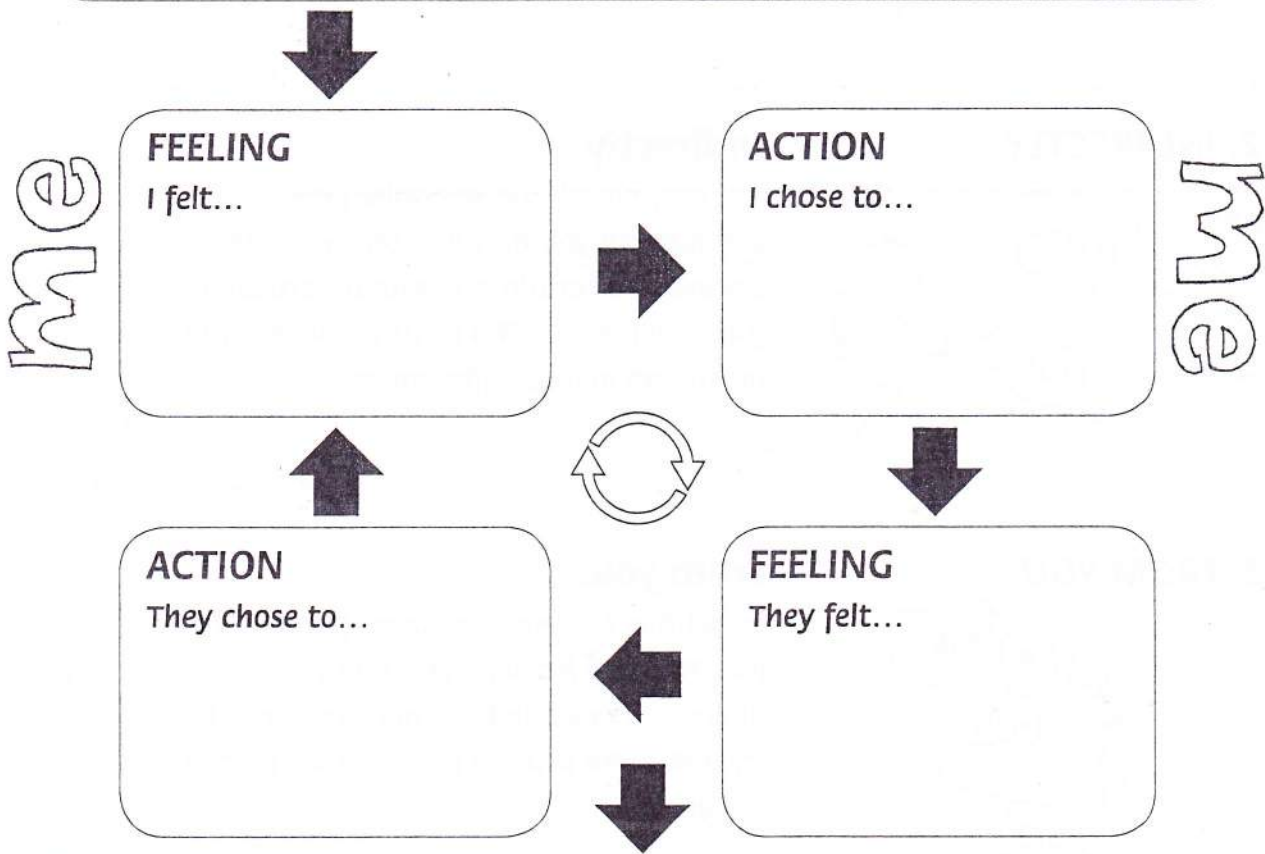 me
FEELING
I felt...
ACTION
I chose to...
me
ACTION
They chose to...
FEELING
They felt...